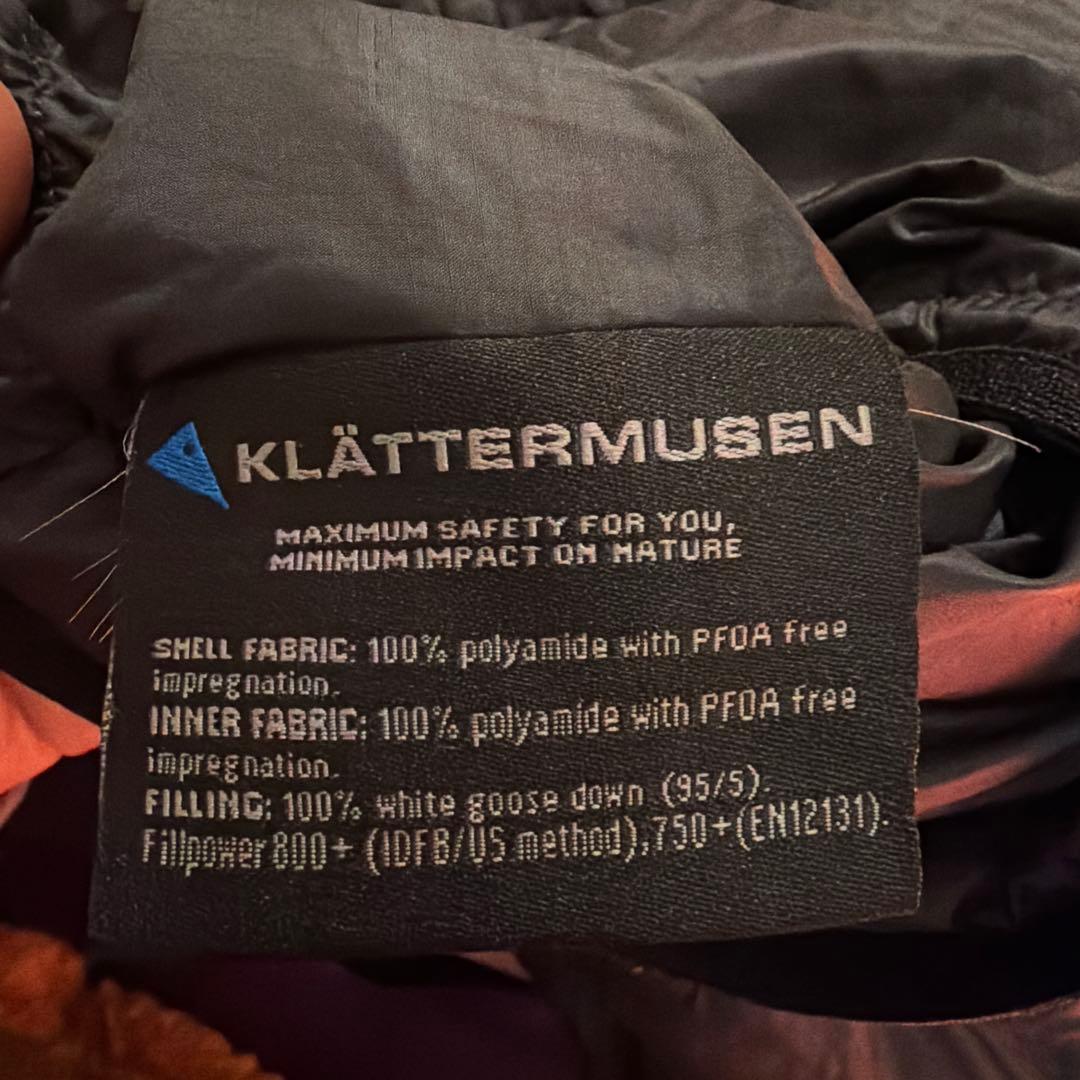 KLÄTTERMUSEN
MAXIMUM SAFETY FOR YOU,
MINIMUM IMPACT ON NATURE
SHELL FABRIC: 100% polyamide with PFOA free
impregnation.
INNER FABRIC: 100% polyamide with PFOA free
impregnation.
FILLING: 100% white goose down (95/5).
Fillpower 800+ (IDFB/US method),750+(EN12131).